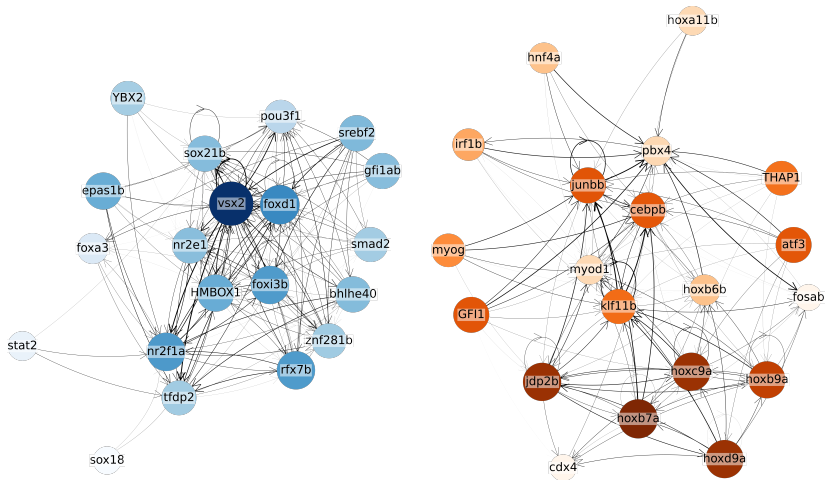 YBX2
pou3f1
srebf2
sox21b
gfi1ab
epas1b
vsx2
foxd1
foxa3
nr2e1
smad2
HMBOX1
foxi3b
bhlhe40
stat2
nr2f1a
znf281b
rfx7b
tfdp2
sox18
hoxa11b
hnf4a
irf1b
pbx4
junbb
THAP1
cebpb
myog
atf3
myod1
hoxb6b
fosab
GFI1
klf11b
jdp2b
hoxc9a
hoxb9a
hoxb7a
hoxd9a
cdx4